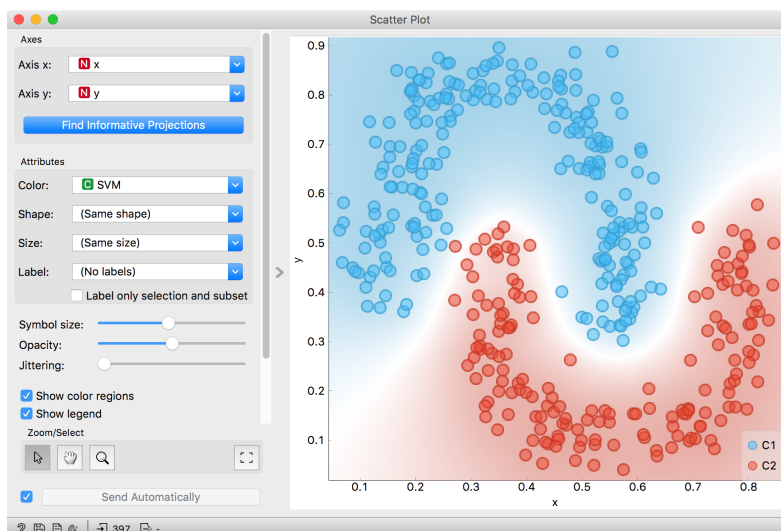 Scatter Plot
Axes
Axis x: N x
Axis y: N y
Find Informative Projections
Attributes
Color: C SVM
Shape: (Same shape)
Size: (Same size)
Label: (No labels)
Label only selection and subset
Symbol size:
Opacity:
Jittering:
Show color regions
Show legend
Zoom/Select
Send Automatically
? 397 -
0.9
0.8
0.7
0.6
0.5
y
0.4
0.3
0.2
0.1
C1
C2
0.1 0.2 0.3 0.4 0.5 0.6 0.7 0.8
x